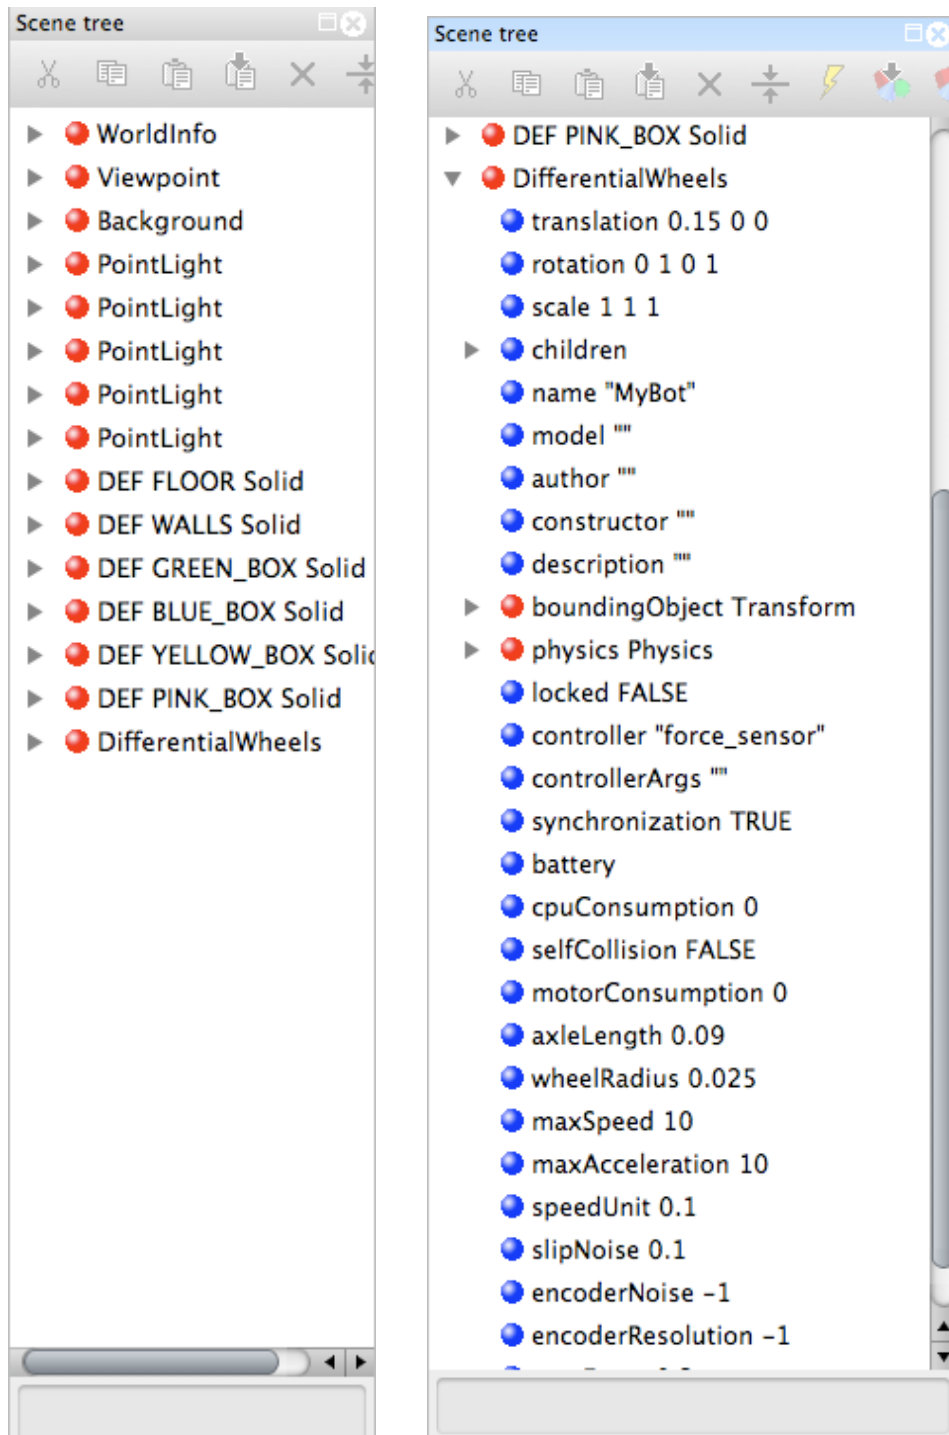 Scene tree
WorldInfo
Viewpoint
Background
PointLight
PointLight
PointLight
PointLight
PointLight
DEF FLOOR Solid
DEF WALLS Solid
DEF GREEN_BOX Solid
DEF BLUE_BOX Solid
DEF YELLOW_BOX Solid
DEF PINK_BOX Solid
DifferentialWheels
Scene tree
DEF PINK_BOX Solid
DifferentialWheels
translation 0.15 0 0
rotation 0 1 0 1
scale 1 1 1
children
name "MyBot"
model ""
author ""
constructor ""
description ""
boundingObject Transform
physics Physics
locked FALSE
controller "force_sensor"
controllerArgs ""
synchronization TRUE
battery
cpuConsumption 0
selfCollision FALSE
motorConsumption 0
axleLength 0.09
wheelRadius 0.025
maxSpeed 10
maxAcceleration 10
speedUnit 0.1
slipNoise 0.1
encoderNoise -1
encoderResolution -1